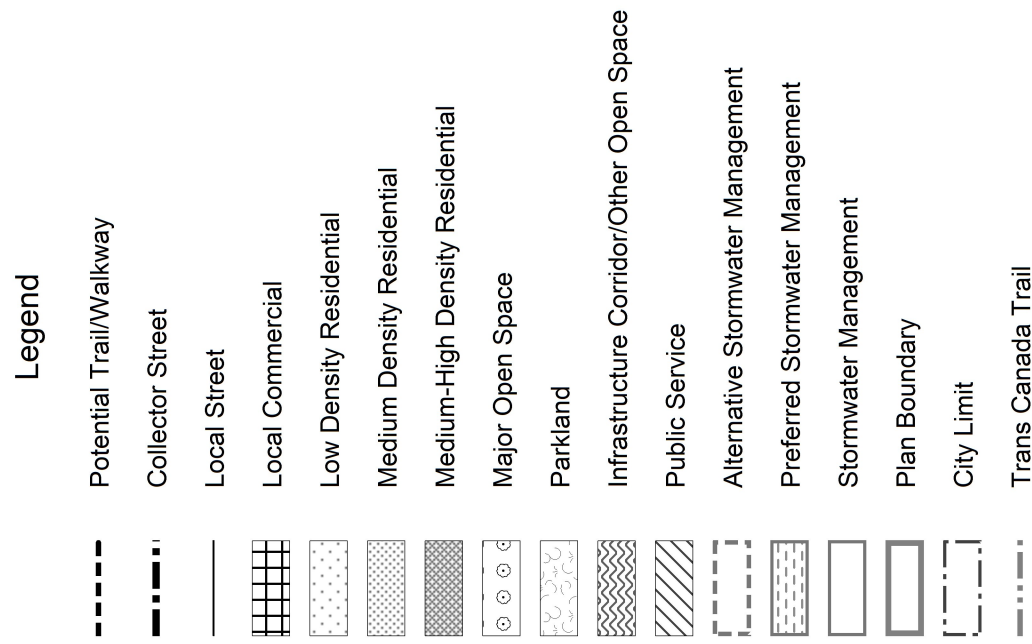 Legend
Potential Trail/Walkway
Collector Street
Local Street
Local Commercial
Low Density Residential
Medium Density Residential
Medium-High Density Residential
Major Open Space
Parkland
Infrastructure Corridor/Other Open Space
Public Service
Alternative Stormwater Management
Preferred Stormwater Management
Stormwater Management
Plan Boundary
City Limit
Trans Canada Trail